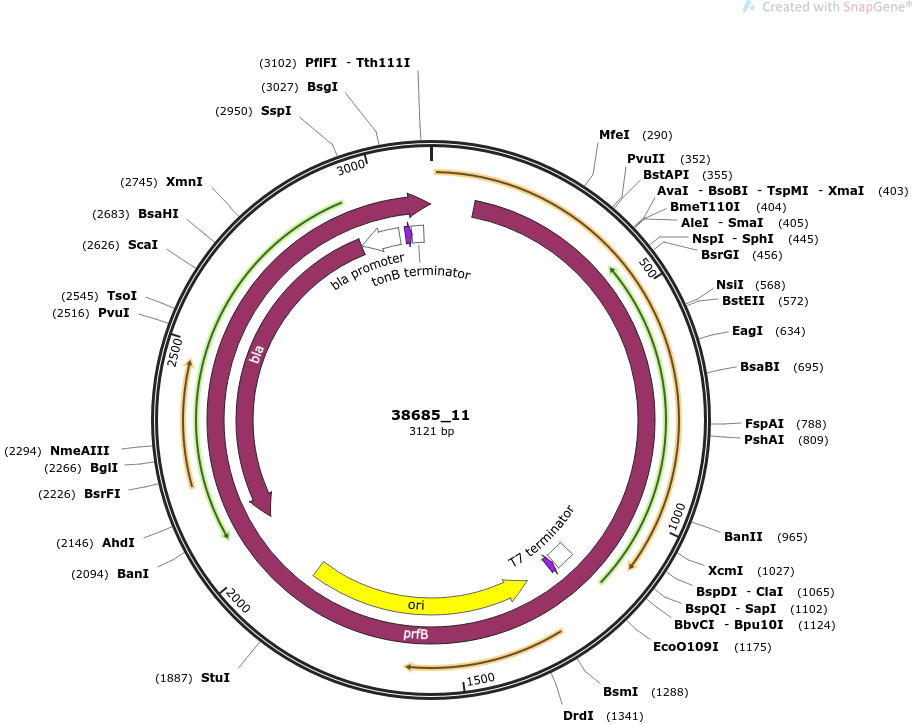 Created with SnapGene®
(3102) PflFI - Tth111I
(3027) BsgI
(2950) SspI
(2745) XmnI
(2683) BsaHI
(2626) ScaI
(2545) TsoI
(2516) PvuI
(2294) NmeAIII
(2266) BglI
(2226) BsrFI
(2146) AhdI
(2094) BanI
(1887) StuI
MfeI (290)
PvuII (352)
BstAPI (355)
AvaI - BsoBI - TspMI - XmaI (403)
BmeT110I (404)
AleI - SmaI (405)
NspI - SphI (445)
BsrGI (456)
NsiI (568)
BstEII (572)
EagI (634)
BsaBI (695)
FspAI (788)
PshAI (809)
BanII (965)
XcmI (1027)
BspDI - ClaI (1065)
BspQI - SapI (1102)
BbvCI - Bpu10I (1124)
EcoO109I (1175)
BsmI (1288)
DrdI (1341)
500
1000
1500
2000
2500
3000
bla promoter
tonB terminator
bla
38685_11
3121 bp
T7 terminator
ori
prfB